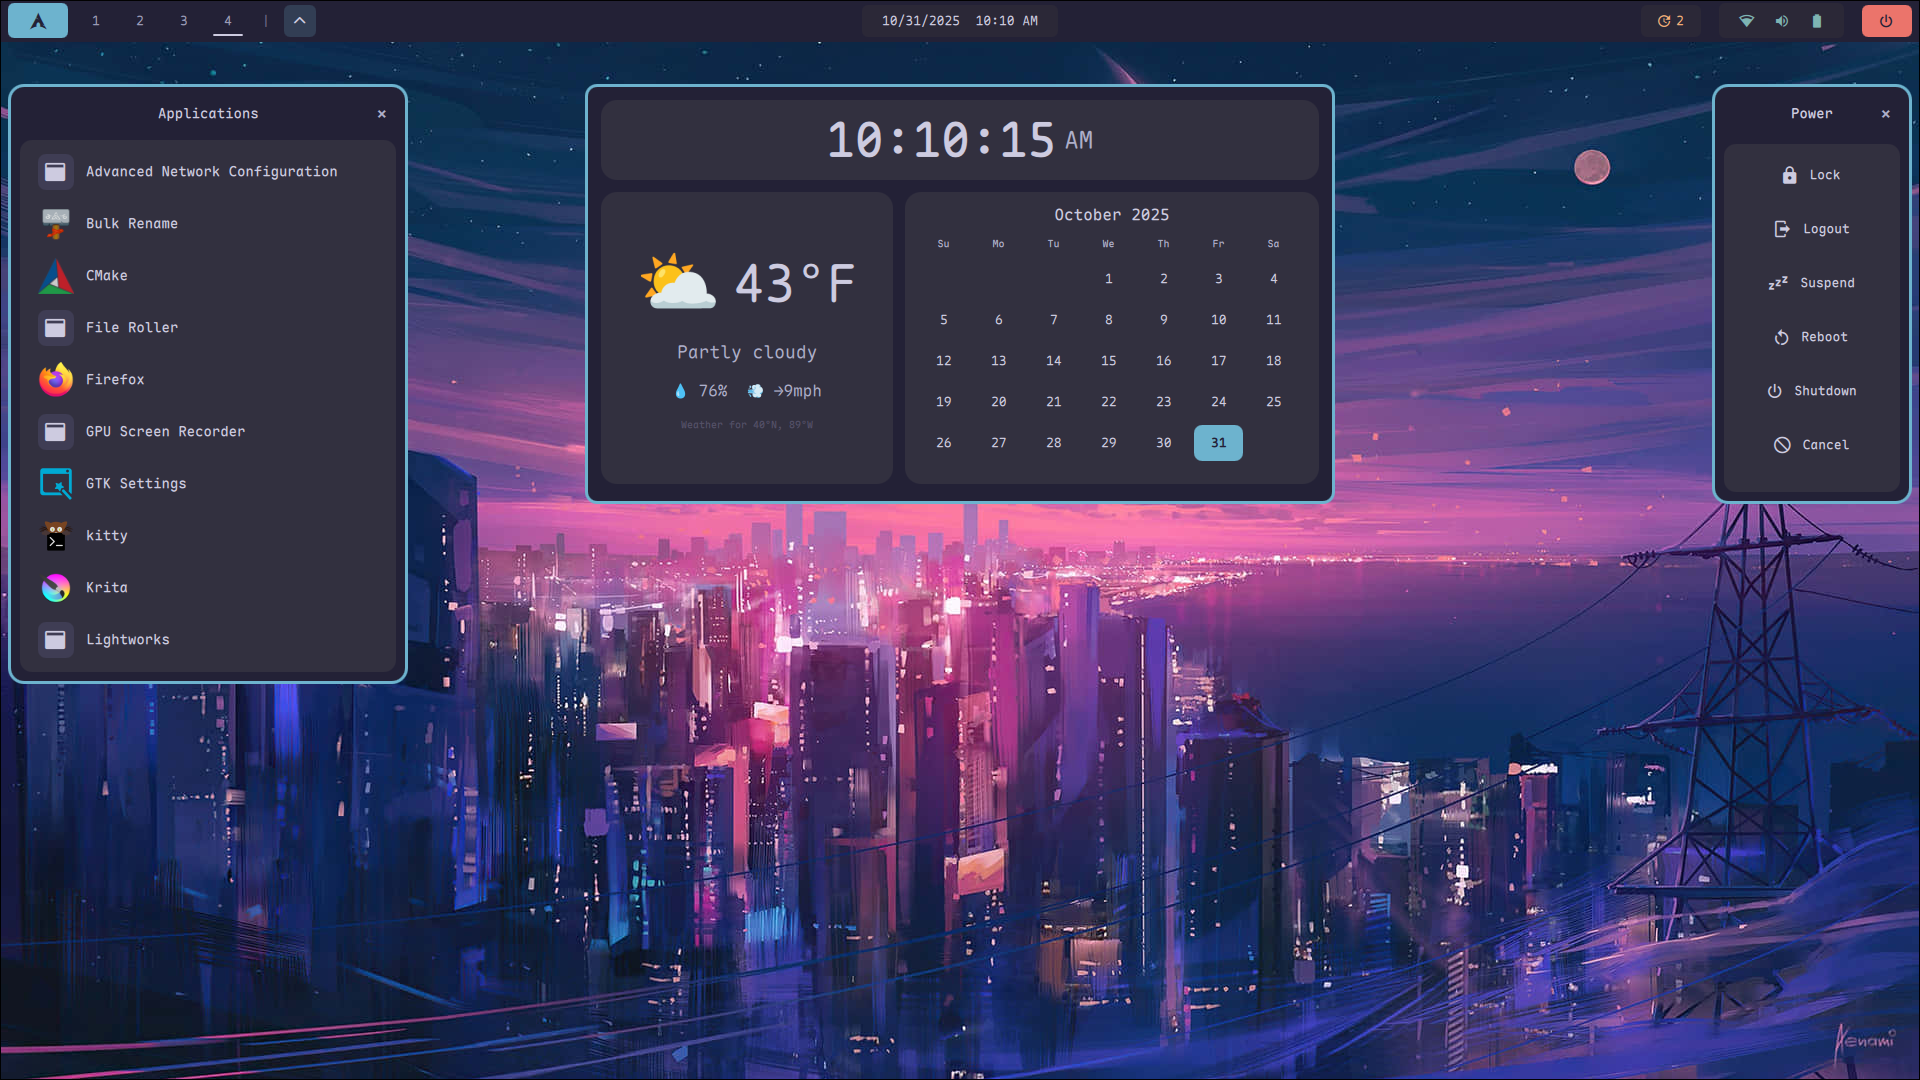 1 2 3 4 |
10/31/2025 10:10 AM
2
Applications ×
Advanced Network Configuration
Bulk Rename
CMake
File Roller
Firefox
GPU Screen Recorder
GTK Settings
kitty
Krita
Lightworks
10:10:15 AM
43°F
Partly cloudy
76% →9mph
Weather for 40°N, 89°W
October 2025
Su Mo Tu We Th Fr Sa
1 2 3 4
5 6 7 8 9 10 11
12 13 14 15 16 17 18
19 20 21 22 23 24 25
26 27 28 29 30 31
Power ×
Lock
Logout
Suspend
Reboot
Shutdown
Cancel
Aenami